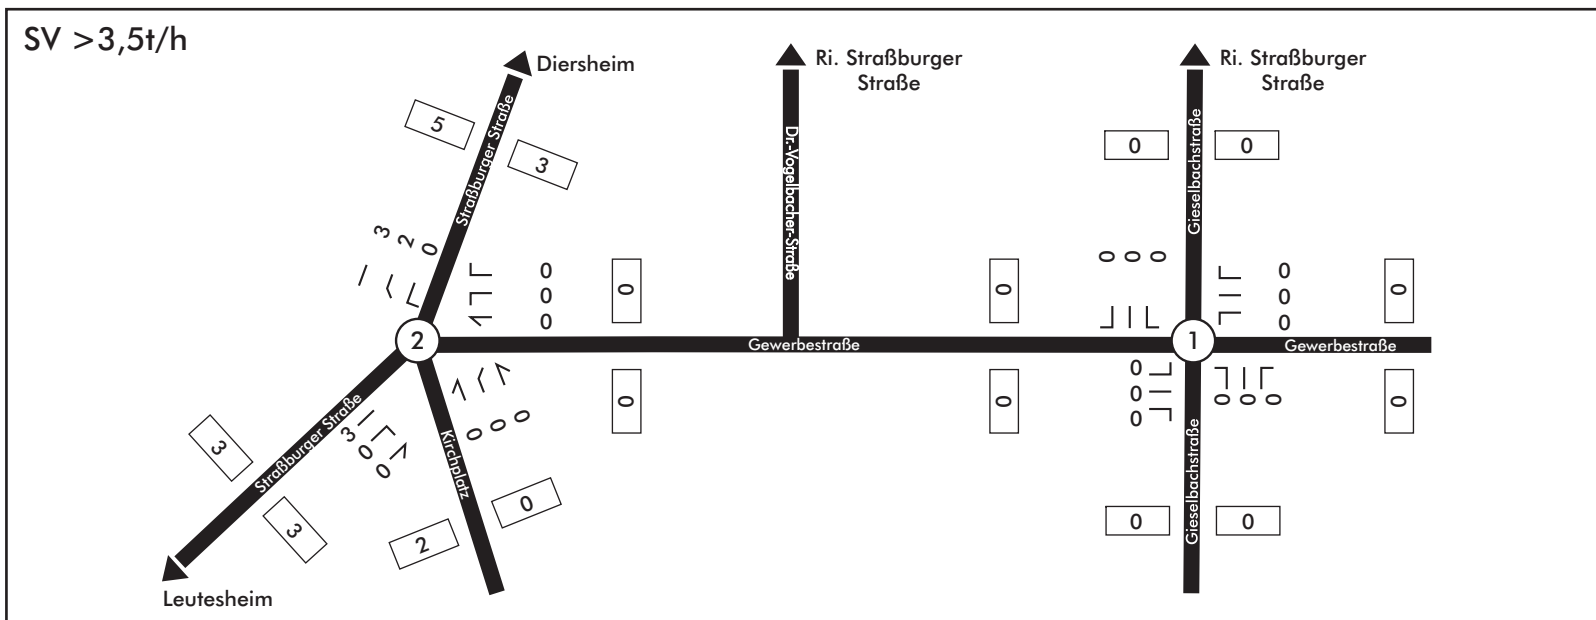 SV >3,5t/h
Diersheim
Ri. Straßburger
Straße
Ri. Straßburger
Straße
5
3
Straßburger Straße
Dr.-Vogelbacher-Straße
0
0
Gieselbachstraße
3
2
0
0
0
0
0
0
0
0
0
0
0
0
0
2
Gewerbestraße
1
Gewerbestraße
0
0
0
0
0
0
0
0
0
0
0
0
0
0
3
0
0
Straßburger Straße
Kirchplatz
3
3
2
0
Gieselbachstraße
0
0
Leutesheim